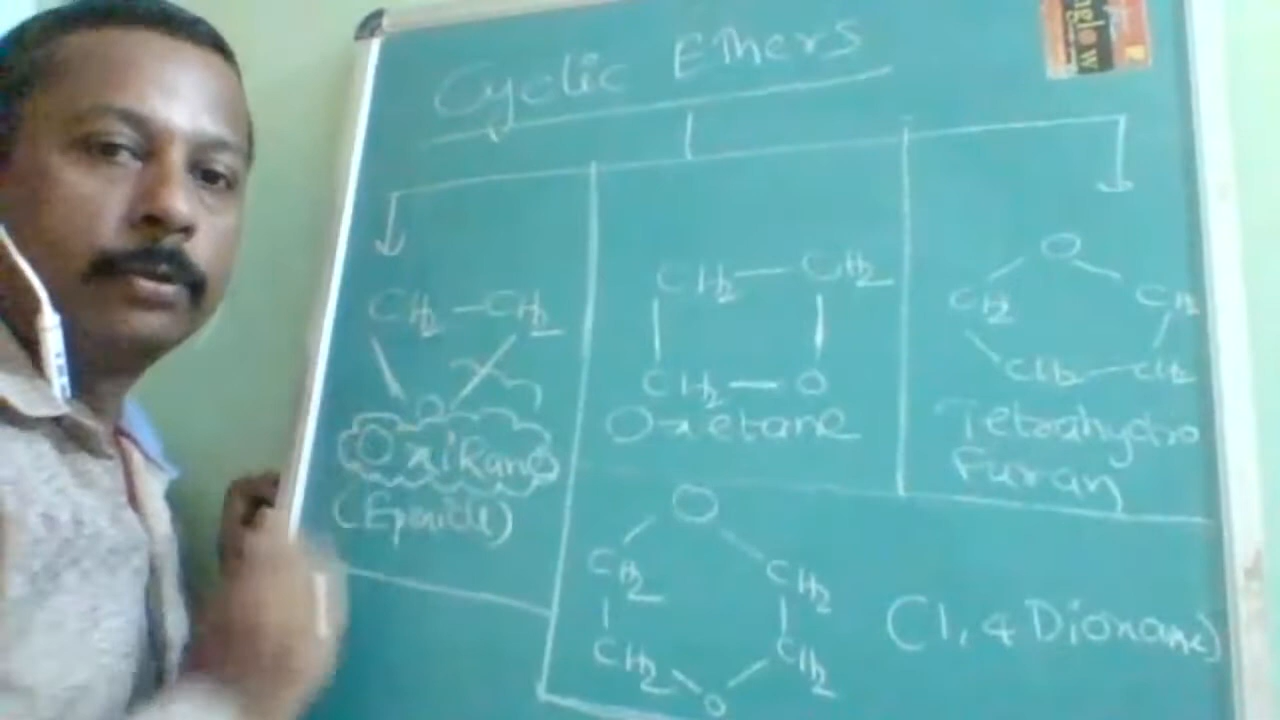 Cyclic Ethers
CH2 - CH2
O
Oxirane
(Epoxide)
CH2 - CH2
CH2 - O
Oxetane
O
CH2 CH2
CH2 - CH2
Tetrahydro
Furan
O
CH2 CH2
CH2 CH2
O
(1,4 Dioxane)